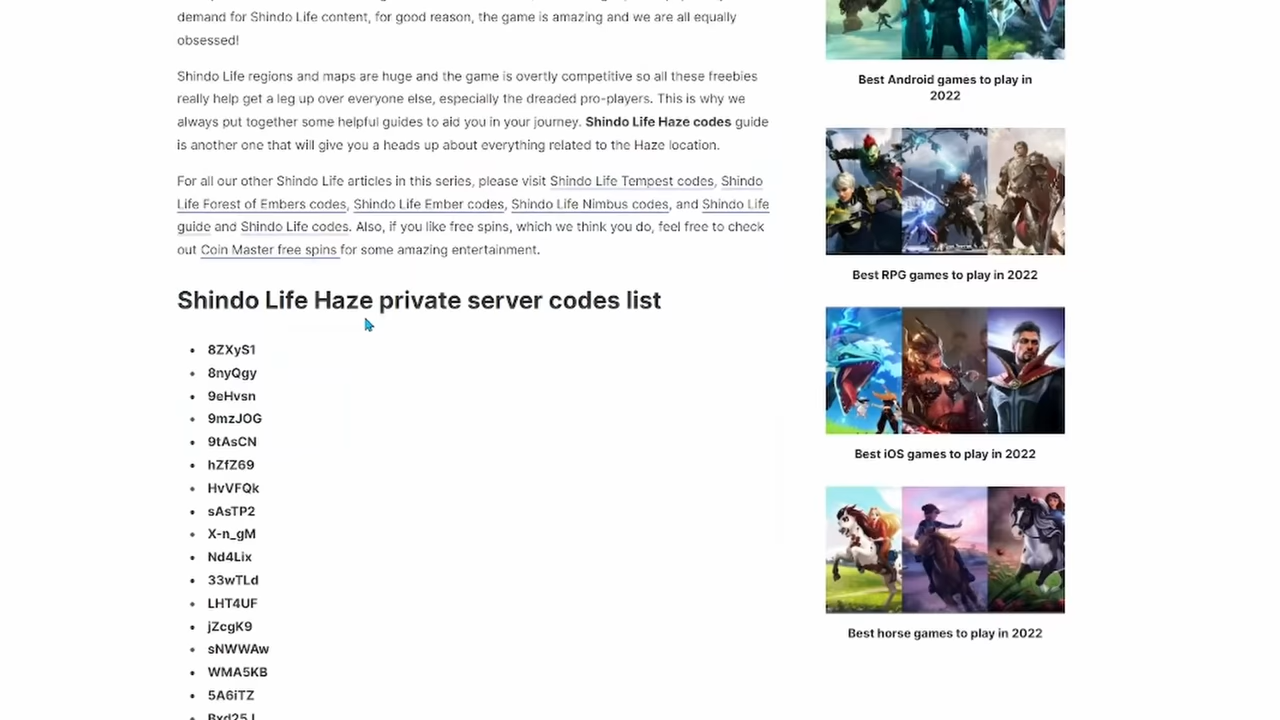 demand for Shindo Life content, for good reason, the game is amazing and we are all equally
obsessed!
Shindo Life regions and maps are huge and the game is overtly competitive so all these freebies
really help get a leg up over everyone else, especially the dreaded pro-players. This is why we
always put together some helpful guides to aid you in your journey. Shindo Life Haze codes guide
is another one that will give you a heads up about everything related to the Haze location.
For all our other Shindo Life articles in this series, please visit Shindo Life Tempest codes, Shindo
Life Forest of Embers codes, Shindo Life Ember codes, Shindo Life Nimbus codes, and Shindo Life
guide and Shindo Life codes. Also, if you like free spins, which we think you do, feel free to check
out Coin Master free spins for some amazing entertainment.
Shindo Life Haze private server codes list
• 8ZXyS1
• 8nyQgy
• 9eHvsn
• 9mzJOG
• 9tAsCN
• hZfZ69
• HvVFQk
• sAsTP2
• X-n_gM
• Nd4Lix
• 33wTLd
• LHT4UF
• jZcgK9
• sNWWAw
• WMA5KB
• 5A6iTZ
Best Android games to play in
2022
Best RPG games to play in 2022
Best iOS games to play in 2022
Best horse games to play in 2022